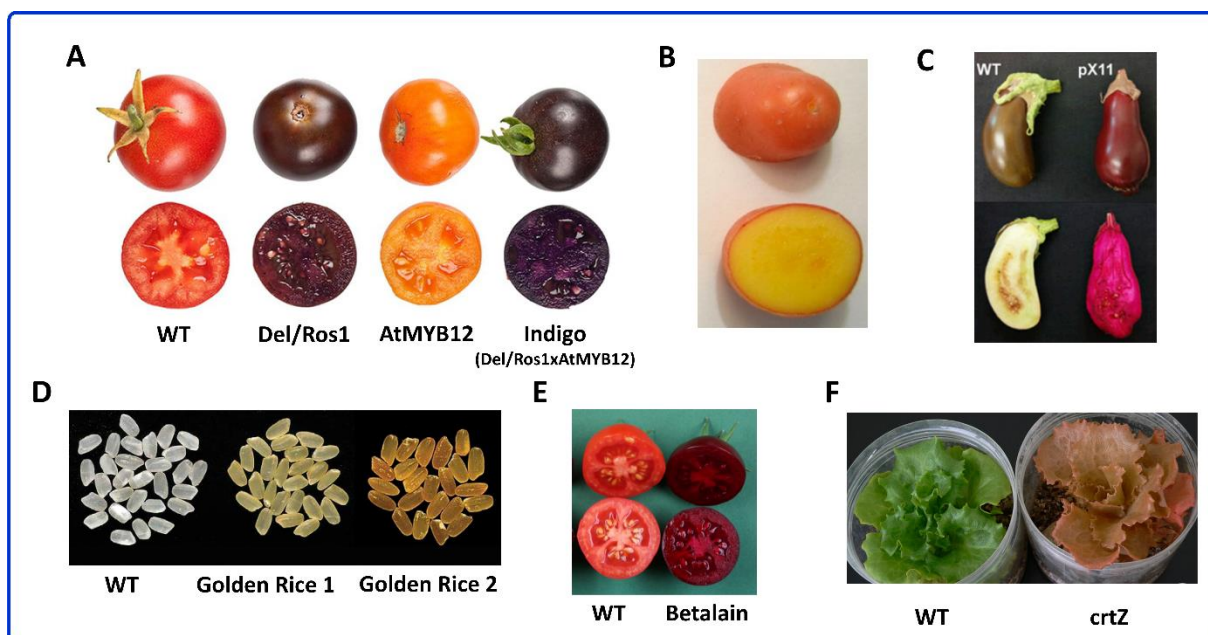 A
B
C
WT
pX11
WT
Del/Ros1
AtMYB12
Indigo
(Del/Ros1xAtMYB12)
D
E
F
WT
Golden Rice 1
Golden Rice 2
WT
Betalain
WT
crtZ